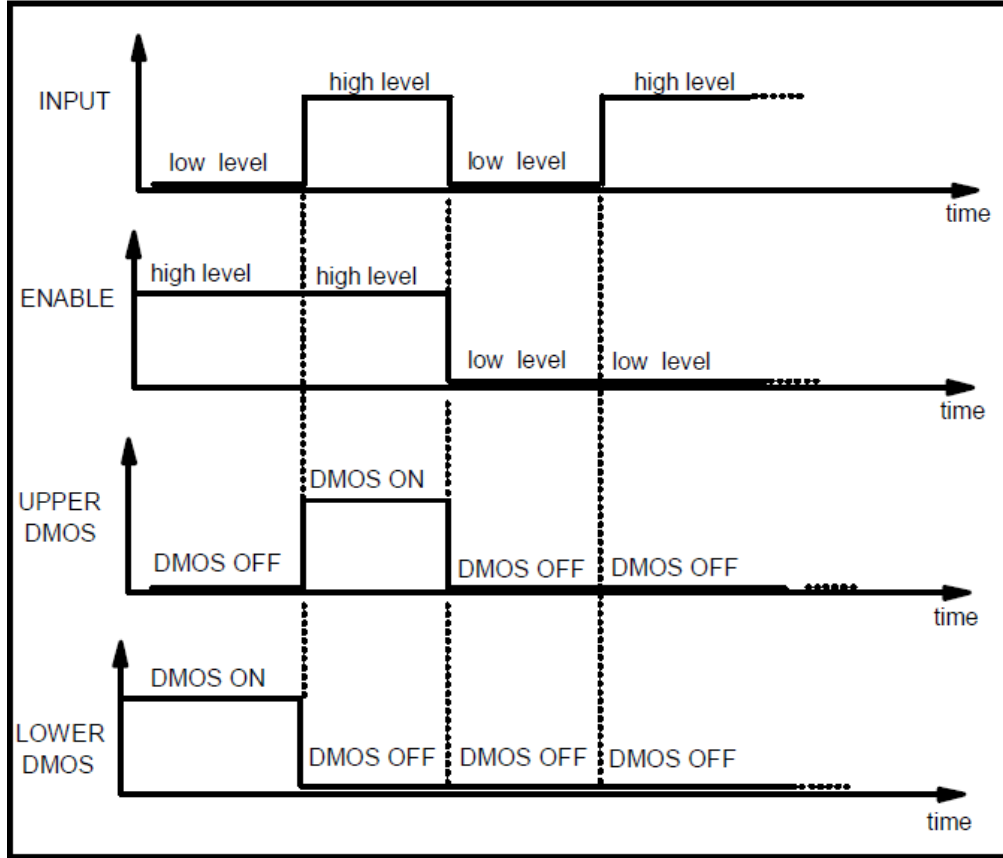 high level
high level
INPUT
low level
low level
time
high level
high level
ENABLE
low level
low level
time
DMOS ON
UPPER
DMOS
DMOS OFF
DMOS OFF
DMOS OFF
time
DMOS ON
LOWER
DMOS
DMOS OFF
DMOS OFF
DMOS OFF
time